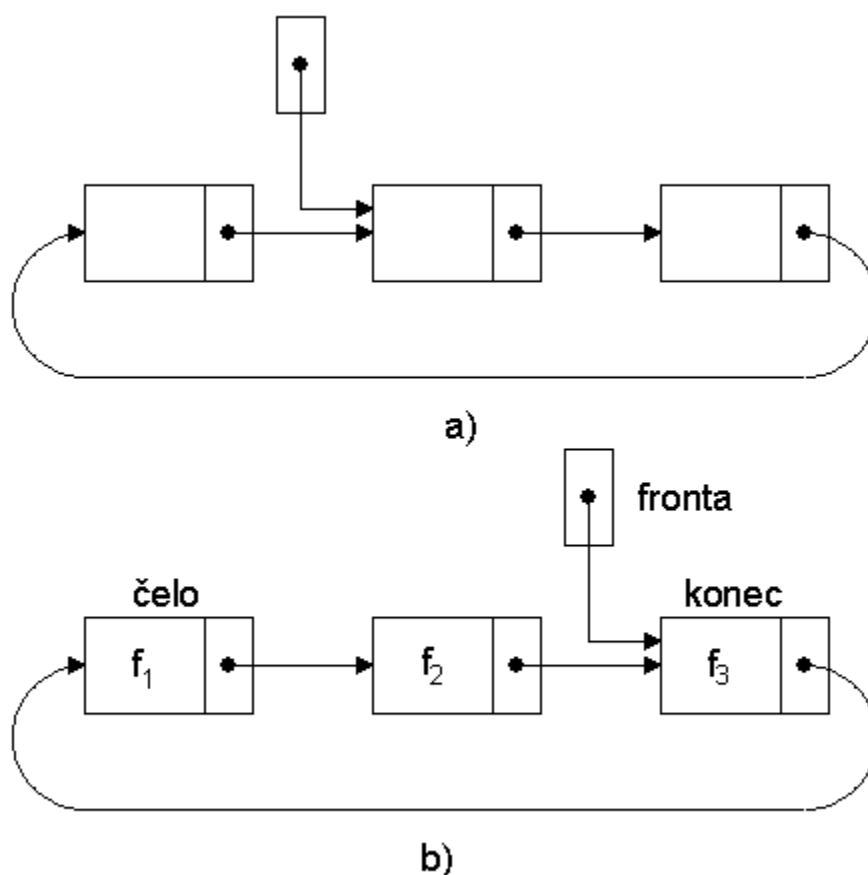 a)
fronta
čelo
konec
f₁
f₂
f₃
b)